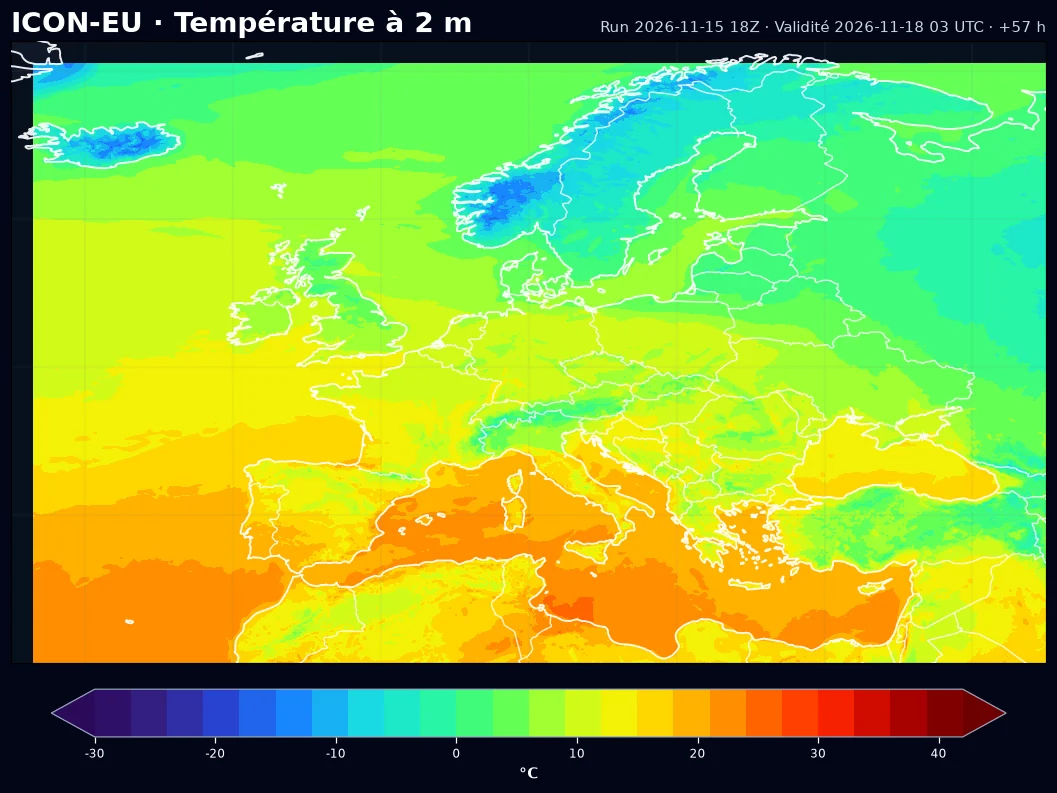 ICON-EU · Température à 2 m
Run 2026-11-15 18Z · Validité 2026-11-18 03 UTC · +57 h
-30 -20 -10 0 10 20 30 40
°C